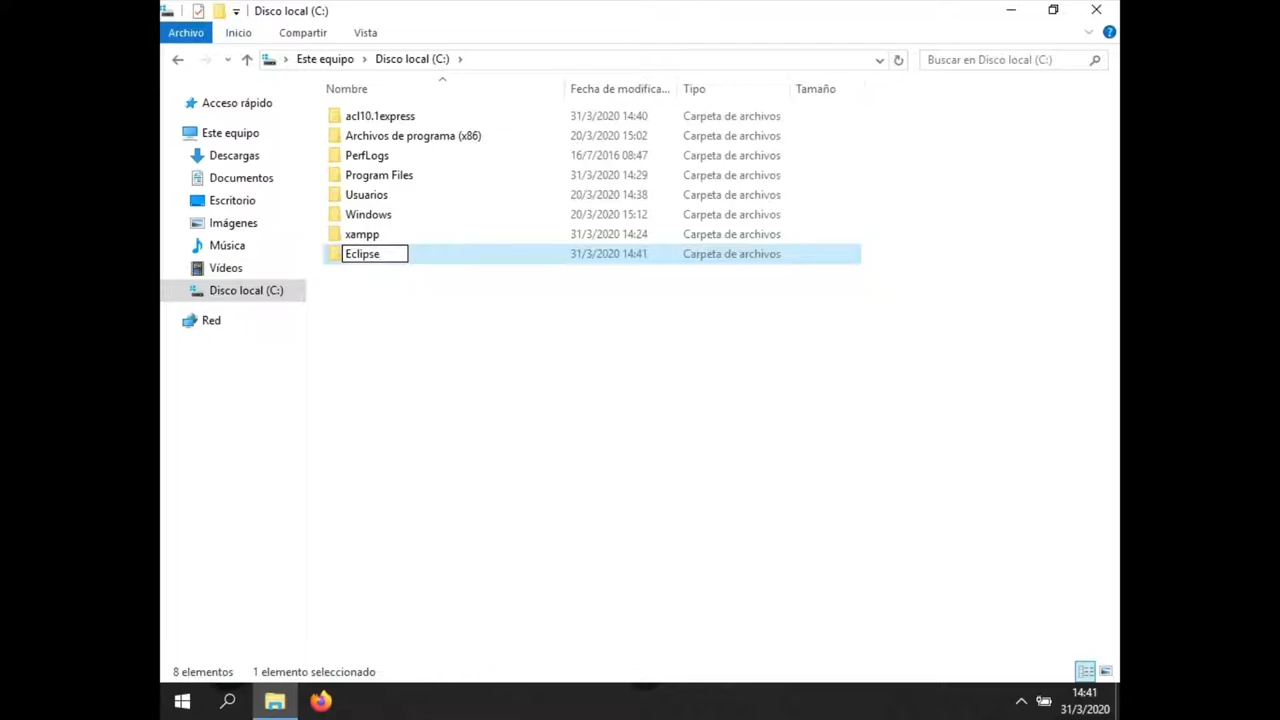 Disco local (C:)
Archivo Inicio Compartir Vista
Este equipo Disco local (C:)
Buscar en Disco local (C:)
Acceso rápido
Este equipo
Descargas
Documentos
Escritorio
Imágenes
Música
Vídeos
Disco local (C:)
Red
Nombre Fecha de modifica... Tipo Tamaño
acl10.1express 31/3/2020 14:40 Carpeta de archivos
Archivos de programa (x86) 20/3/2020 15:02 Carpeta de archivos
PerfLogs 16/7/2016 08:47 Carpeta de archivos
Program Files 31/3/2020 14:29 Carpeta de archivos
Usuarios 20/3/2020 14:38 Carpeta de archivos
Windows 20/3/2020 15:12 Carpeta de archivos
xampp 31/3/2020 14:24 Carpeta de archivos
Eclipse 31/3/2020 14:41 Carpeta de archivos
8 elementos 1 elemento seleccionado
14:41
31/3/2020